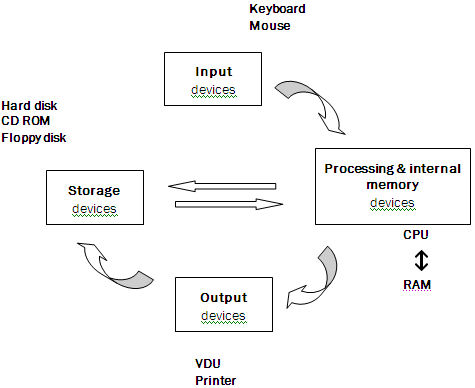 Keyboard
Mouse
Input
devices
Hard disk
CD ROM
Floppy disk
Processing & internal
memory
devices
Storage
devices
CPU
RAM
Output
devices
VDU
Printer